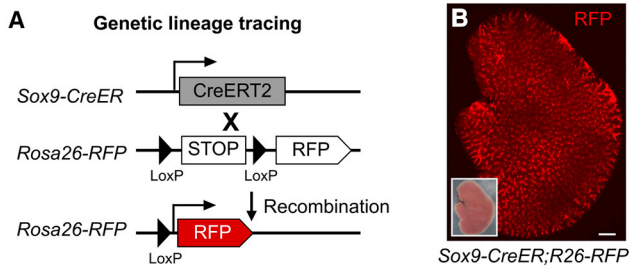 A
Genetic lineage tracing
Sox9-CreER
CreERT2
X
Rosa26-RFP
STOP
RFP
LoxP
LoxP
Recombination
Rosa26-RFP
RFP
LoxP
B
RFP
Sox9-CreER;R26-RFP